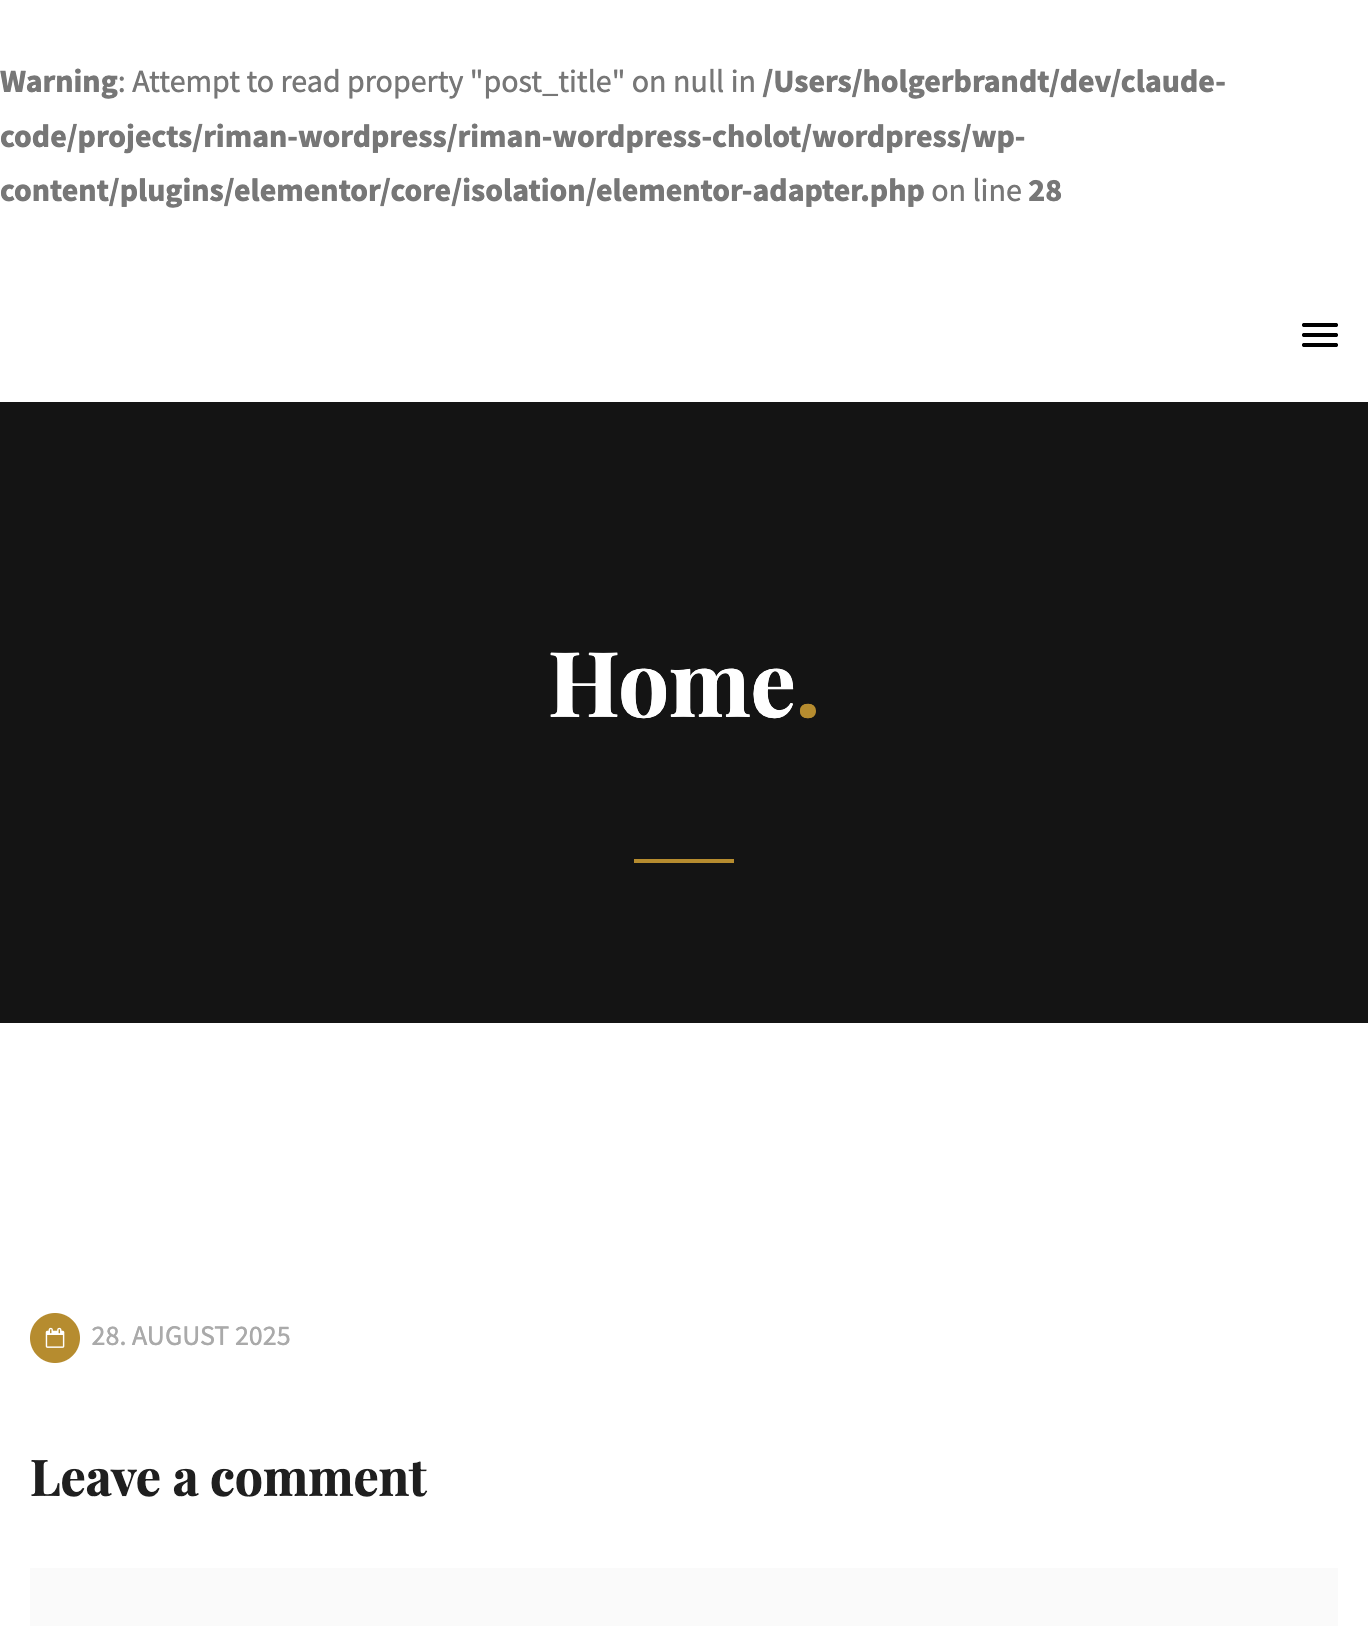 Warning: Attempt to read property "post_title" on null in /Users/holgerbrandt/dev/claude-
code/projects/riman-wordpress/riman-wordpress-cholot/wordpress/wp-
content/plugins/elementor/core/isolation/elementor-adapter.php on line 28
Home.
28. AUGUST 2025
Leave a comment